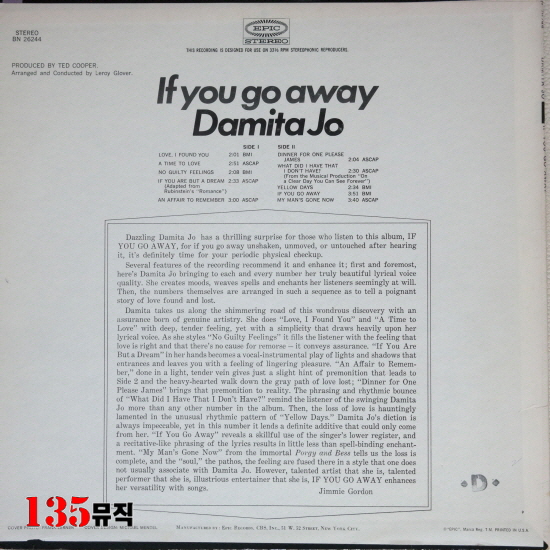 STEREO
BN 26244
EPIC
STEREO
THIS RECORDING IS DESIGNED FOR USE ON 33⅓ RPM STEREOPHONIC REPRODUCERS.
PRODUCED BY TED COOPER.
Arranged and Conducted by Leroy Glover.
If you go away
Damita Jo
SIDE I
LOVE, I FOUND YOU 2:01 BMI
A TIME TO LOVE 2:51 ASCAP
NO GUILTY FEELINGS 2:08 BMI
IF YOU ARE BUT A DREAM 2:33 ASCAP
(Adapted from
Rubinstein's "Romance")
AN AFFAIR TO REMEMBER 3:00 ASCAP
SIDE II
DINNER FOR ONE PLEASE
JAMES 2:04 ASCAP
WHAT DID I HAVE THAT
I DON'T HAVE? 2:30 ASCAP
(From the Musical Production "On
a Clear Day You Can See Forever")
YELLOW DAYS 2:34 BMI
IF YOU GO AWAY 3:51 BMI
MY MAN'S GONE NOW 3:40 ASCAP
Dazzling Damita Jo has a thrilling surprise for those who listen to this album, IF
YOU GO AWAY, for if you go away unshaken, unmoved, or untouched after hearing
it, it's definitely time for your periodic physical checkup.
Several features of the recording recommend it and enhance it; first and foremost,
here's Damita Jo bringing to each and every number her truly beautiful lyrical voice
quality. She creates moods, weaves spells and enchants her listeners seemingly at will.
Then, the numbers themselves are arranged in such a sequence as to tell a poignant
story of love found and lost.
Damita takes us along the shimmering road of this wondrous discovery with an
assurance born of genuine artistry. She does "Love, I Found You" and "A Time to
Love" with deep, tender feeling, yet with a simplicity that draws heavily upon her
lyrical voice. As she styles "No Guilty Feelings" it fills the listener with the feeling that
love is right and that there's no cause for remorse – it conveys assurance. "If You Are
But a Dream" in her hands becomes a vocal-instrumental play of lights and shadows that
entrances and leaves you with a feeling of lingering pleasure. "An Affair to Remem-
ber," done in a light, tender vein gives just a slight hint of premonition that leads to
Side 2 and the heavy-hearted walk down the gray path of love lost; "Dinner for One
Please James" brings that premonition to reality. The phrasing and rhythmic bounce
of "What Did I Have That I Don't Have?" remind the listener of the swinging Damita
Jo more than any other number in the album. Then, the loss of love is hauntingly
lamented in the unusual rhythmic pattern of "Yellow Days." Damita Jo's diction is
always impeccable, yet in this number it lends a definite additive that could only come
from her. "If You Go Away" reveals a skillful use of the singer's lower register, and
a recitative-like phrasing of the lyrics results in little less than spell-binding enchant-
ment. "My Man's Gone Now" from the immortal Porgy and Bess tells us the loss is
complete, and the "soul," the pathos, the feeling are fused there in a style that one does
not usually associate with Damita Jo. However, talented artist that she is, talented
performer that she is, illustrious entertainer that she is, IF YOU GO AWAY enhances
her versatility with songs.
Jimmie Gordon
·D·
135뮤직
MANUFACTURED BY EPIC RECORDS, CBS, INC., 51 W. 52 STREET, NEW YORK CITY.
® "EPIC", Marca Reg. T.M. PRINTED IN U.S.A.